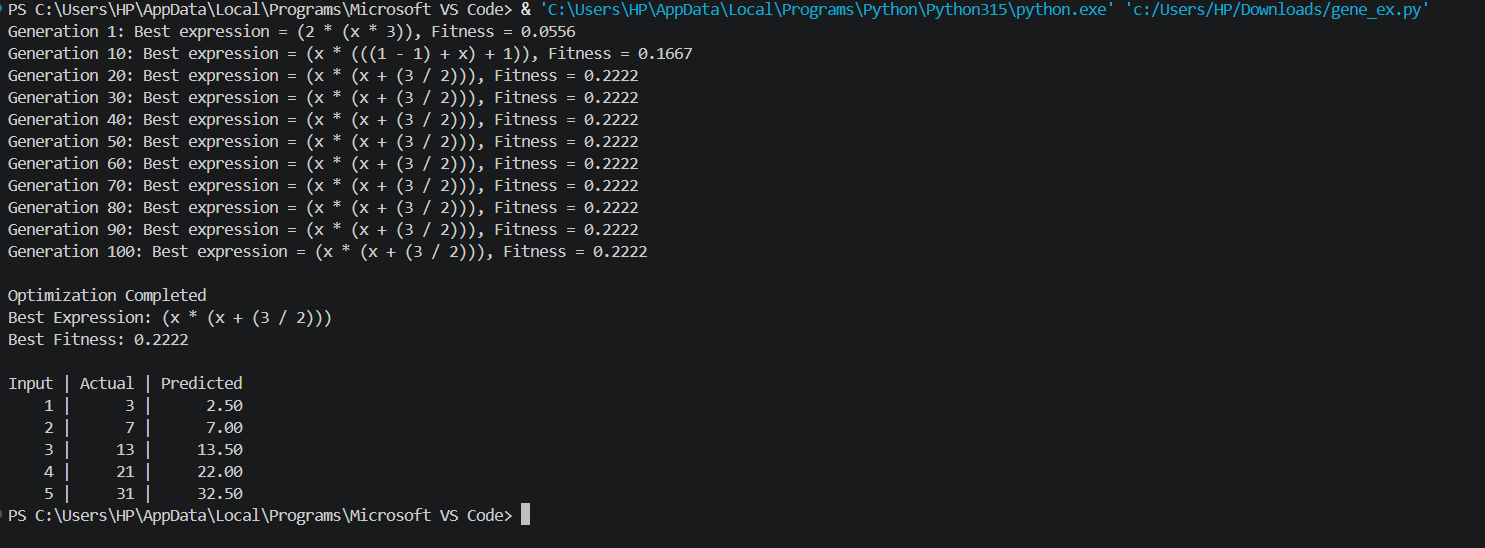 PS C:\Users\HP\AppData\Local\Programs\Microsoft VS Code> & 'C:\Users\HP\AppData\Local\Programs\Python\Python315\python.exe' 'c:/Users/HP/Downloads/gene_ex.py'
Generation 1: Best expression = (2 * (x * 3)), Fitness = 0.0556
Generation 10: Best expression = (x * (((1 - 1) + x) + 1)), Fitness = 0.1667
Generation 20: Best expression = (x * (x + (3 / 2))), Fitness = 0.2222
Generation 30: Best expression = (x * (x + (3 / 2))), Fitness = 0.2222
Generation 40: Best expression = (x * (x + (3 / 2))), Fitness = 0.2222
Generation 50: Best expression = (x * (x + (3 / 2))), Fitness = 0.2222
Generation 60: Best expression = (x * (x + (3 / 2))), Fitness = 0.2222
Generation 70: Best expression = (x * (x + (3 / 2))), Fitness = 0.2222
Generation 80: Best expression = (x * (x + (3 / 2))), Fitness = 0.2222
Generation 90: Best expression = (x * (x + (3 / 2))), Fitness = 0.2222
Generation 100: Best expression = (x * (x + (3 / 2))), Fitness = 0.2222

Optimization Completed
Best Expression: (x * (x + (3 / 2)))
Best Fitness: 0.2222

Input | Actual | Predicted
    1 |      3 |      2.50
    2 |      7 |      7.00
    3 |     13 |     13.50
    4 |     21 |     22.00
    5 |     31 |     32.50
PS C:\Users\HP\AppData\Local\Programs\Microsoft VS Code>